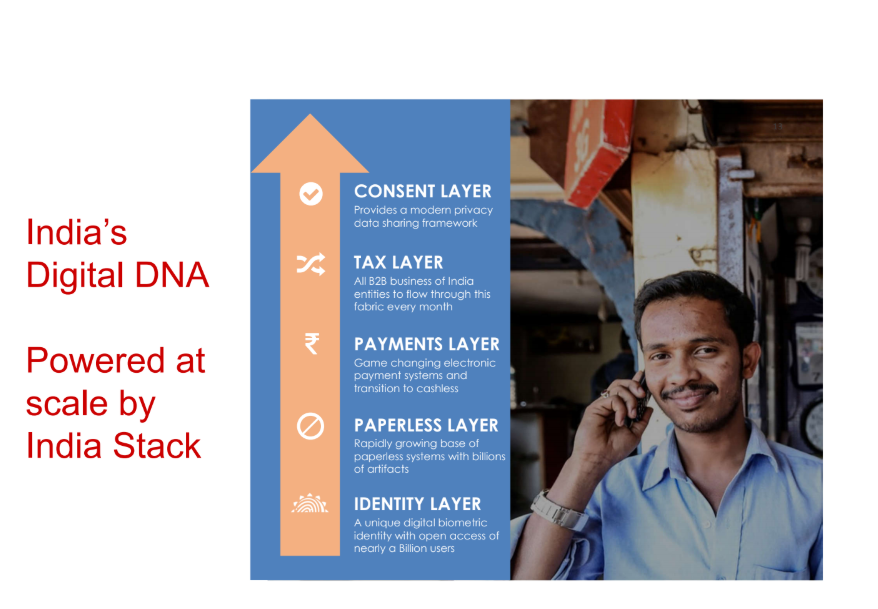 India’s
Digital DNA
Powered at
scale by
India Stack
CONSENT LAYER
Provides a modern privacy
data sharing framework
TAX LAYER
All B2B business of India
entities to flow through this
fabric every month
₹
PAYMENTS LAYER
Game changing electronic
payment systems and
transition to cashless
PAPERLESS LAYER
Rapidly growing base of
paperless systems with billions
of artifacts
IDENTITY LAYER
A unique digital biometric
identity with open access of
nearly a Billion users